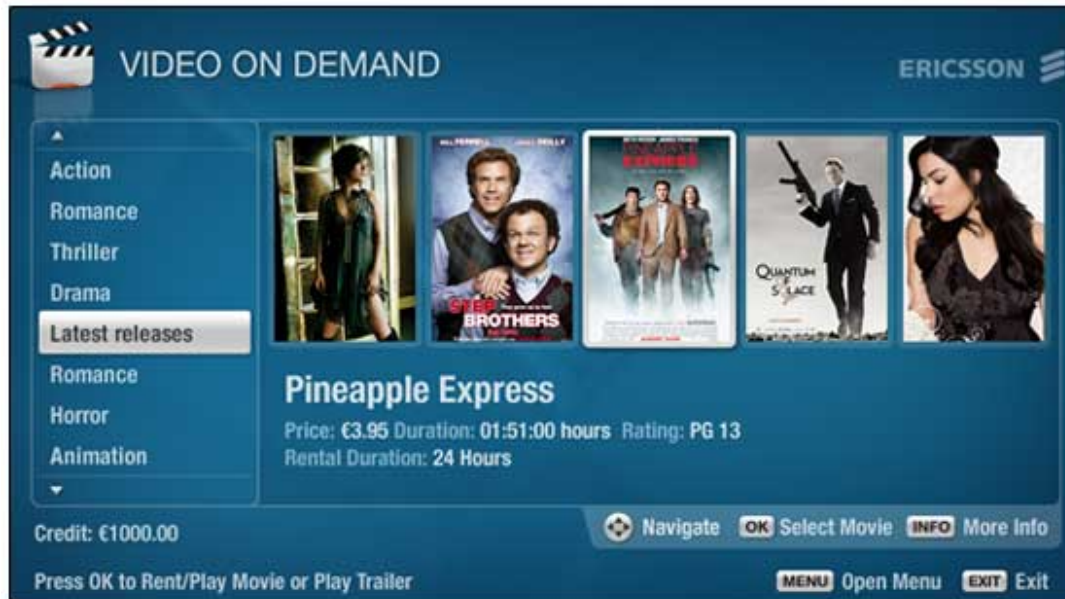 VIDEO ON DEMAND
ERICSSON
Action
Romance
Thriller
Drama
Latest releases
Romance
Horror
Animation
STEP BROTHERS
PINEAPPLE EXPRESS
QUANTUM OF SOLACE
Pineapple Express
Price: €3.95 Duration: 01:51:00 hours Rating: PG 13
Rental Duration: 24 Hours
Credit: €1000.00
Navigate OK Select Movie INFO More Info
Press OK to Rent/Play Movie or Play Trailer
MENU Open Menu EXIT Exit